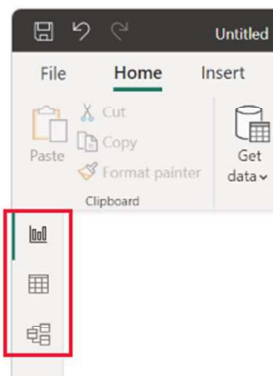 Untitled
File Home Insert
Paste
Cut
Copy
Format painter
Clipboard
Get
data